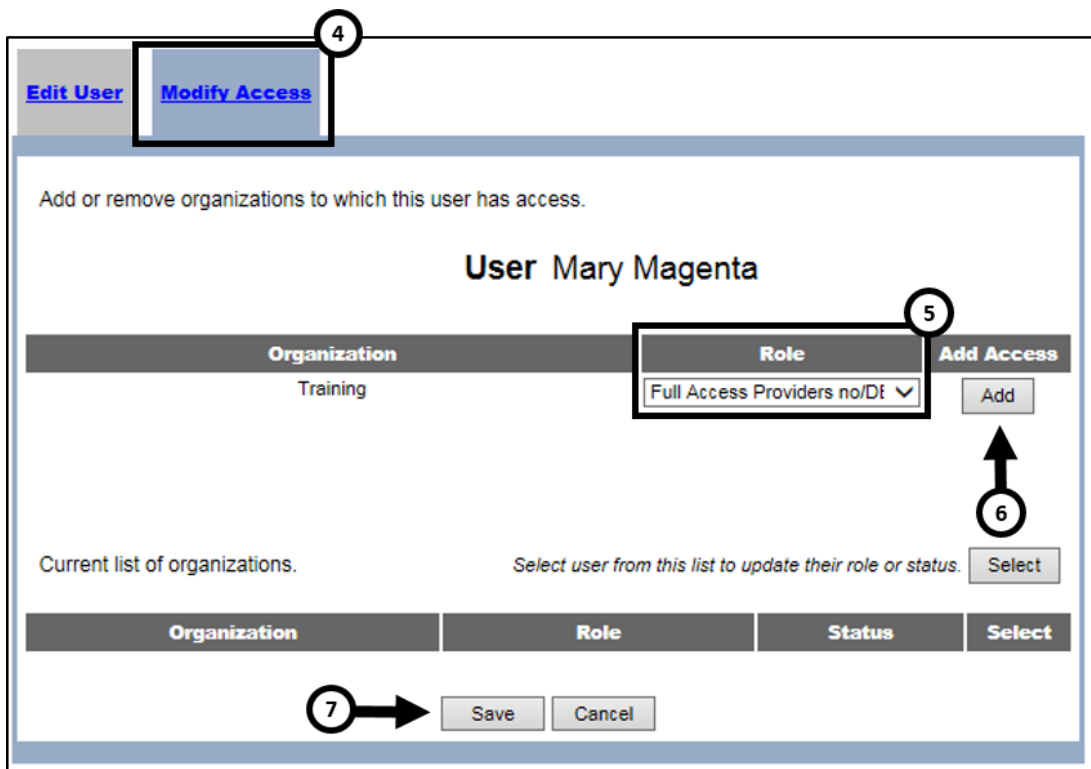 4
Edit User Modify Access
Add or remove organizations to which this user has access.
User Mary Magenta
5
Organization Role Add Access
Training Full Access Providers no/DE Add
6
Current list of organizations. Select user from this list to update their role or status. Select
Organization Role Status Select
7 Save Cancel